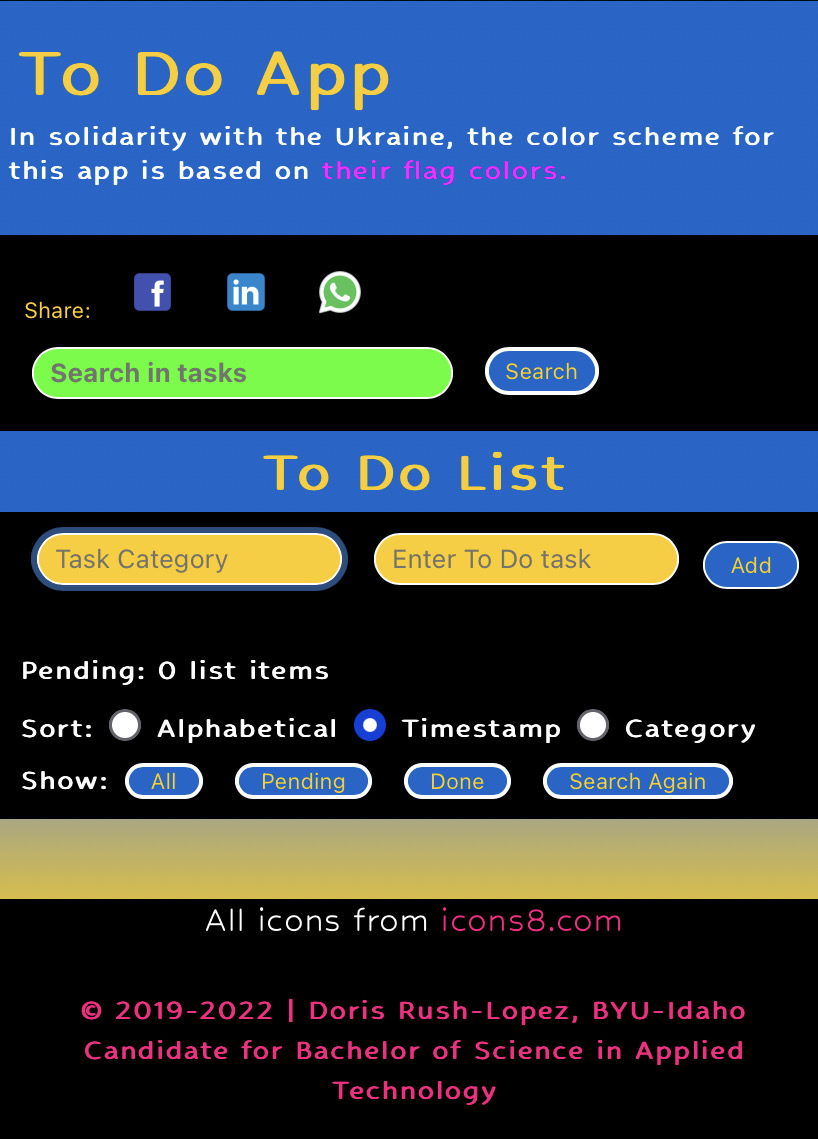 To Do App
In solidarity with the Ukraine, the color scheme for
this app is based on their flag colors.
Share: f in
Search in tasks Search
To Do List
Task Category Enter To Do task Add
Pending: 0 list items
Sort: Alphabetical Timestamp Category
Show: All Pending Done Search Again
All icons from icons8.com
© 2019-2022 | Doris Rush-Lopez, BYU-Idaho
Candidate for Bachelor of Science in Applied
Technology